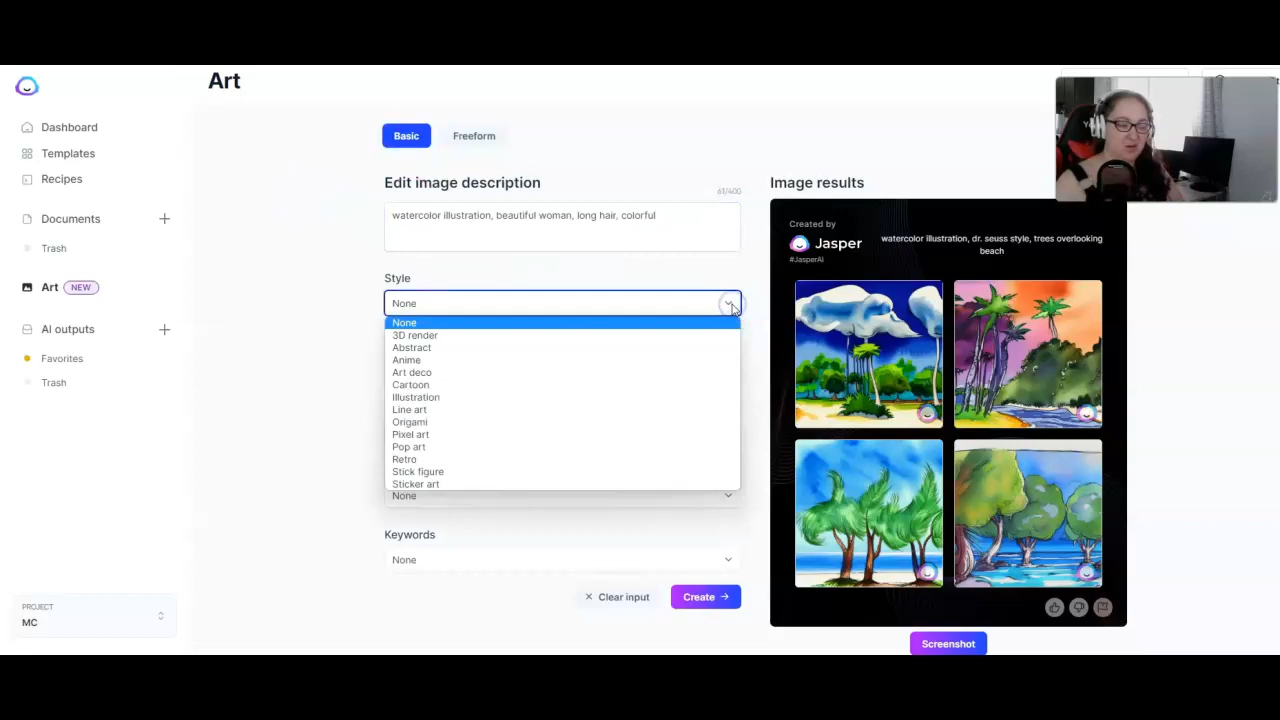 Art
Dashboard
Templates
Recipes
Documents
Trash
Art NEW
AI outputs
Favorites
Trash
PROJECT
MC
Basic
Freeform
Edit image description
61/400
watercolor illustration, beautiful woman, long hair, colorful
Style
None
None
3D render
Abstract
Anime
Art deco
Cartoon
Illustration
Line art
Origami
Pixel art
Pop art
Retro
Stick figure
Sticker art
None
Keywords
None
Clear input
Create
Image results
Created by
Jasper
#JasperAI
watercolor illustration, dr. seuss style, trees overlooking
beach
Screenshot